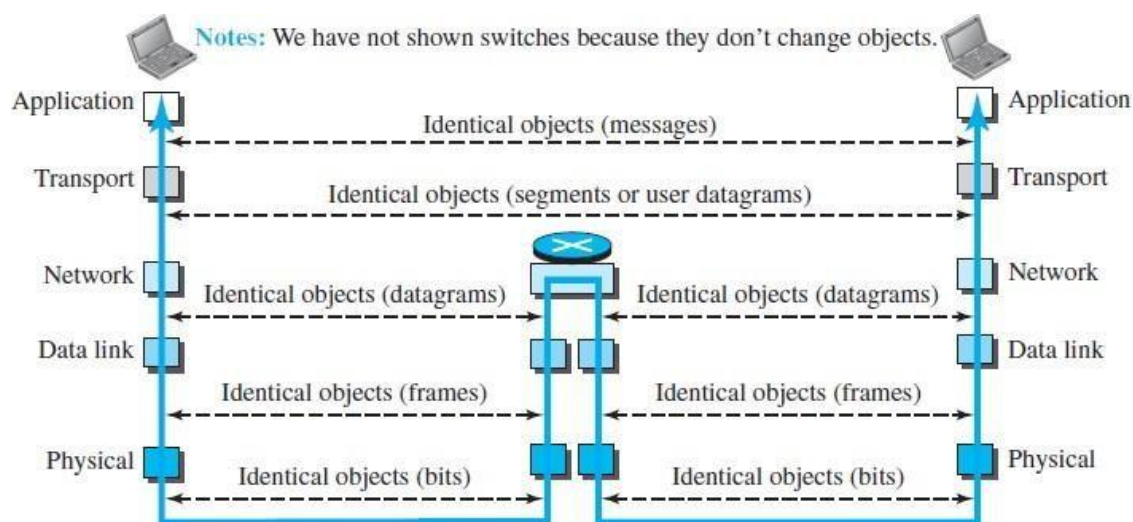 Notes: We have not shown switches because they don't change objects.
Application
Application
Identical objects (messages)
Transport
Transport
Identical objects (segments or user datagrams)
Network
Network
Identical objects (datagrams)
Identical objects (datagrams)
Data link
Data link
Identical objects (frames)
Identical objects (frames)
Physical
Physical
Identical objects (bits)
Identical objects (bits)